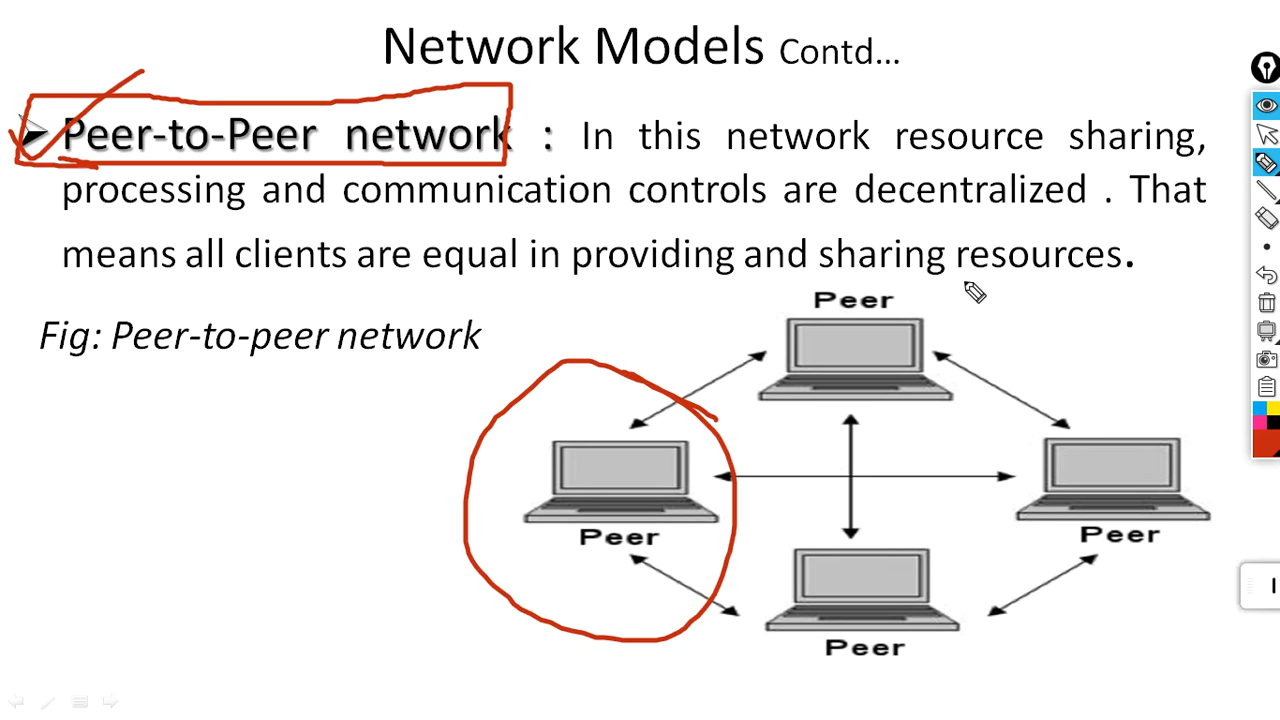 Network Models Contd...
➤ Peer-to-Peer network : In this network resource sharing,
processing and communication controls are decentralized . That
means all clients are equal in providing and sharing resources.
Fig: Peer-to-peer network
Peer
Peer
Peer
Peer